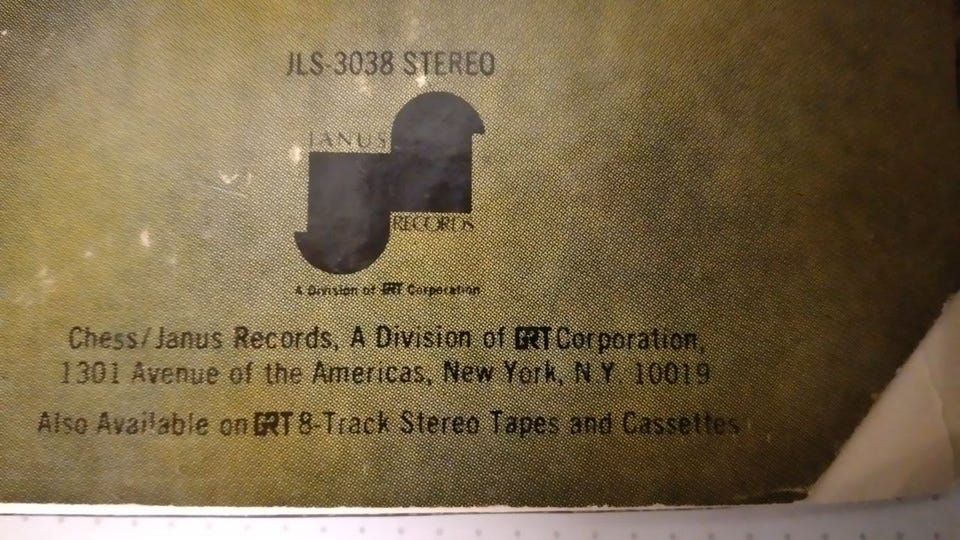 JLS-3038 STEREO
JANUS
RECORDS
A Division of GRT Corporation
Chess/Janus Records, A Division of GRT Corporation,
1301 Avenue of the Americas, New York, N.Y. 10019
Also Available on GRT 8-Track Stereo Tapes and Cassettes